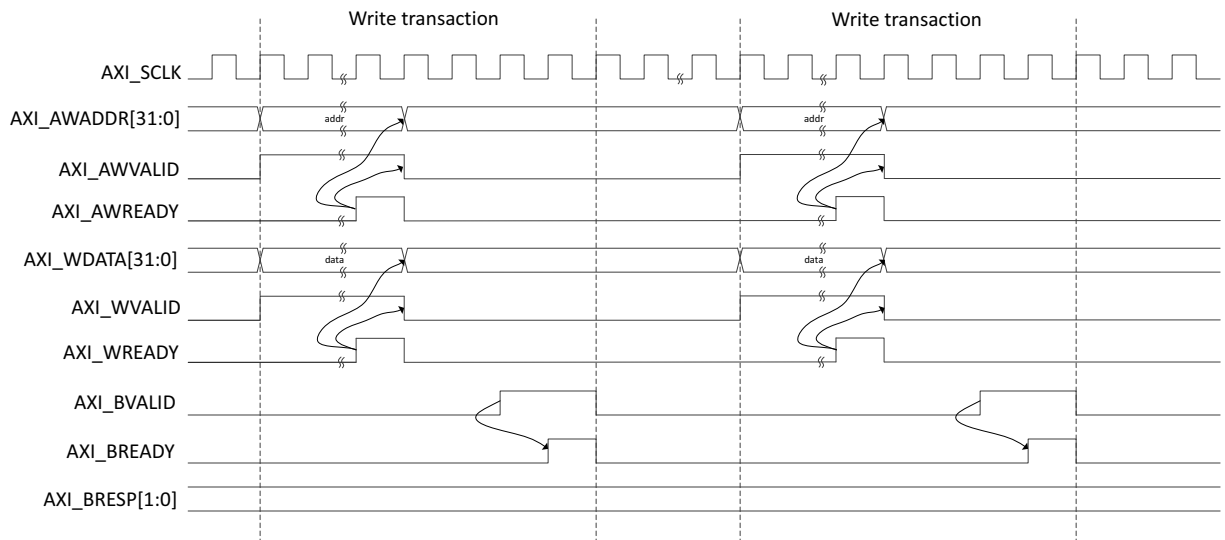 Write transaction Write transaction
AXI_SCLK
AXI_AWADDR[31:0] addr addr
AXI_AWVALID
AXI_AWREADY
AXI_WDATA[31:0] data data
AXI_WVALID
AXI_WREADY
AXI_BVALID
AXI_BREADY
AXI_BRESP[1:0]